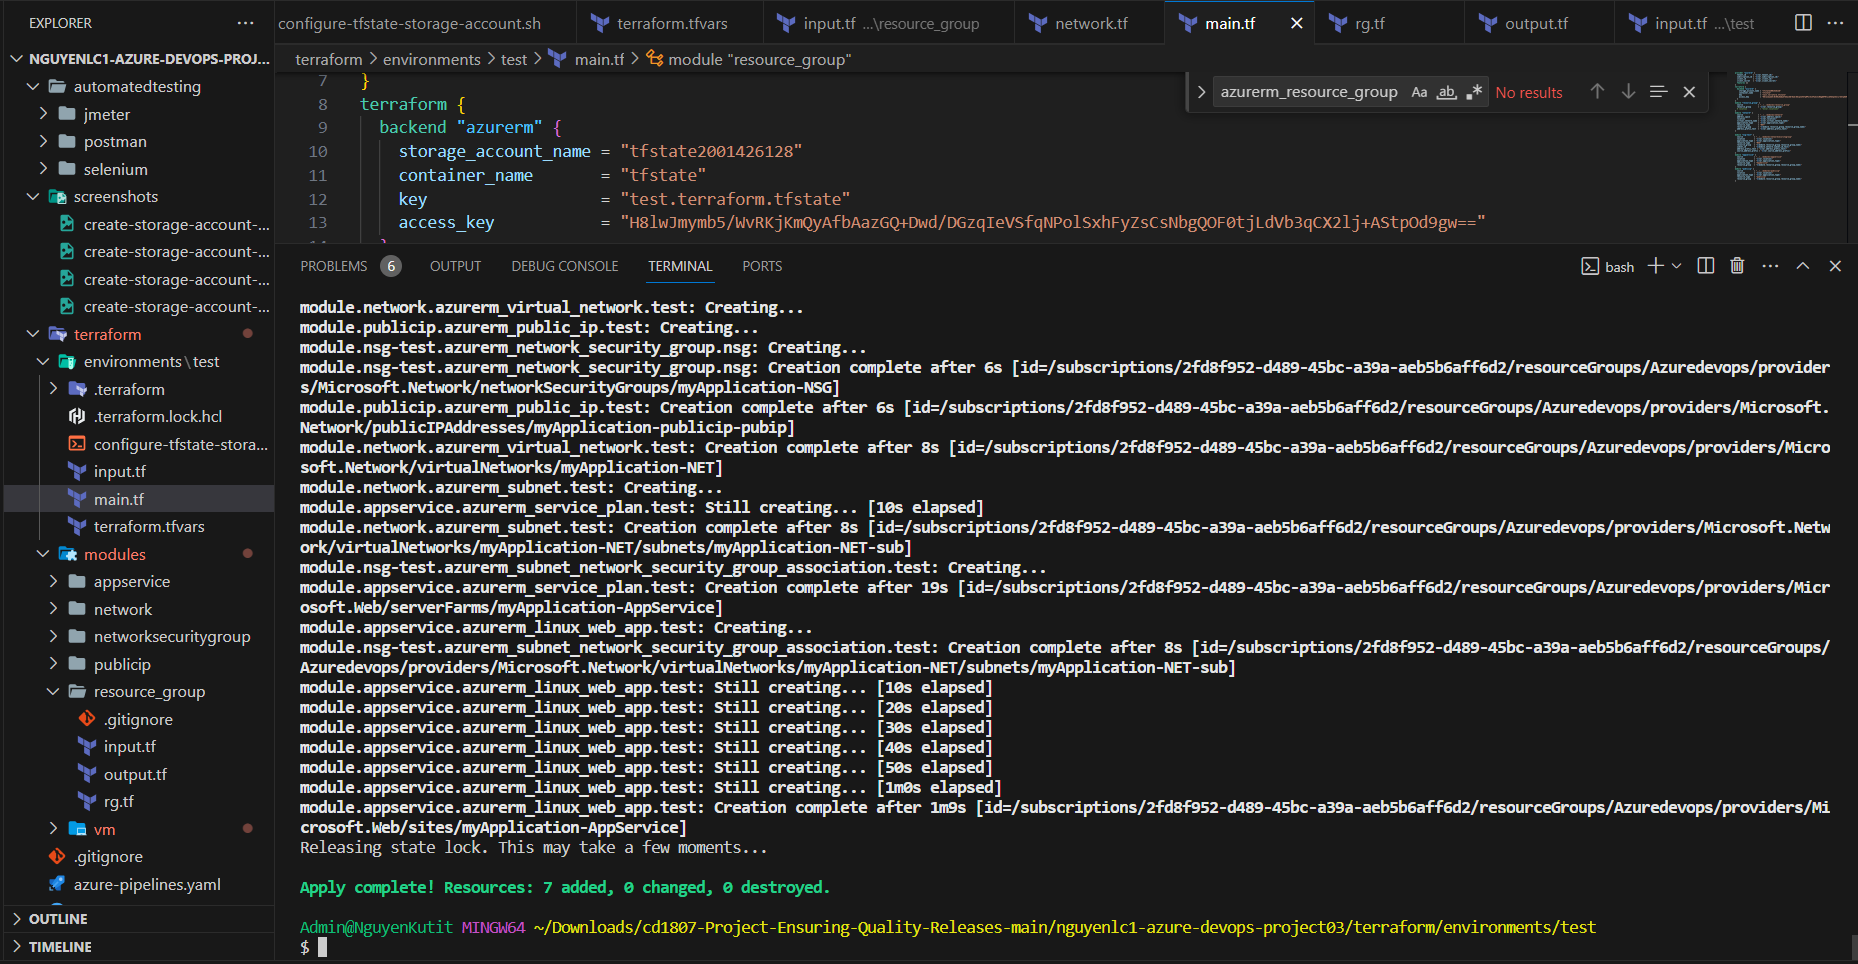 EXPLORER
NGUYENLC1-AZURE-DEVOPS-PROJ...
automatedtesting
jmeter
postman
selenium
screenshots
create-storage-account-...
create-storage-account-...
create-storage-account-...
create-storage-account-...
terraform
environments\test
.terraform
.terraform.lock.hcl
configure-tfstate-stora...
input.tf
main.tf
terraform.tfvars
modules
appservice
network
networksecuritygroup
publicip
resource_group
.gitignore
input.tf
output.tf
rg.tf
vm
.gitignore
azure-pipelines.yaml
OUTLINE
TIMELINE
configure-tfstate-storage-account.sh
terraform.tfvars
input.tf ...\resource_group
network.tf
main.tf
rg.tf
output.tf
input.tf ...\test
terraform > environments > test > main.tf > module "resource_group"
azurerm_resource_group Aa ab .* No results
7 }
8 terraform {
9 backend "azurerm" {
10 storage_account_name = "tfstate2001426128"
11 container_name = "tfstate"
12 key = "test.terraform.tfstate"
13 access_key = "H8lwJmymb5/WvRKjKmQyAfbAazGQ+Dwd/DGzqIeVSfqNPolSxhFyZsCsNbgQOF0tjLdVb3qCX2lj+AStpOd9gw=="
PROBLEMS 6 OUTPUT DEBUG CONSOLE TERMINAL PORTS
bash
module.network.azurerm_virtual_network.test: Creating...
module.publicip.azurerm_public_ip.test: Creating...
module.nsg-test.azurerm_network_security_group.nsg: Creating...
module.nsg-test.azurerm_network_security_group.nsg: Creation complete after 6s [id=/subscriptions/2fd8f952-d489-45bc-a39a-aeb5b6aff6d2/resourceGroups/Azuredevops/provider
s/Microsoft.Network/networkSecurityGroups/myApplication-NSG]
module.publicip.azurerm_public_ip.test: Creation complete after 6s [id=/subscriptions/2fd8f952-d489-45bc-a39a-aeb5b6aff6d2/resourceGroups/Azuredevops/providers/Microsoft.
Network/publicIPAddresses/myApplication-publicip-pubip]
module.network.azurerm_virtual_network.test: Creation complete after 8s [id=/subscriptions/2fd8f952-d489-45bc-a39a-aeb5b6aff6d2/resourceGroups/Azuredevops/providers/Micro
soft.Network/virtualNetworks/myApplication-NET]
module.network.azurerm_subnet.test: Creating...
module.appservice.azurerm_service_plan.test: Still creating... [10s elapsed]
module.network.azurerm_subnet.test: Creation complete after 8s [id=/subscriptions/2fd8f952-d489-45bc-a39a-aeb5b6aff6d2/resourceGroups/Azuredevops/providers/Microsoft.Netw
ork/virtualNetworks/myApplication-NET/subnets/myApplication-NET-sub]
module.nsg-test.azurerm_subnet_network_security_group_association.test: Creating...
module.appservice.azurerm_service_plan.test: Creation complete after 19s [id=/subscriptions/2fd8f952-d489-45bc-a39a-aeb5b6aff6d2/resourceGroups/Azuredevops/providers/Micr
osoft.Web/serverFarms/myApplication-AppService]
module.appservice.azurerm_linux_web_app.test: Creating...
module.nsg-test.azurerm_subnet_network_security_group_association.test: Creation complete after 8s [id=/subscriptions/2fd8f952-d489-45bc-a39a-aeb5b6aff6d2/resourceGroups/
Azuredevops/providers/Microsoft.Network/virtualNetworks/myApplication-NET/subnets/myApplication-NET-sub]
module.appservice.azurerm_linux_web_app.test: Still creating... [10s elapsed]
module.appservice.azurerm_linux_web_app.test: Still creating... [20s elapsed]
module.appservice.azurerm_linux_web_app.test: Still creating... [30s elapsed]
module.appservice.azurerm_linux_web_app.test: Still creating... [40s elapsed]
module.appservice.azurerm_linux_web_app.test: Still creating... [50s elapsed]
module.appservice.azurerm_linux_web_app.test: Still creating... [1m0s elapsed]
module.appservice.azurerm_linux_web_app.test: Creation complete after 1m9s [id=/subscriptions/2fd8f952-d489-45bc-a39a-aeb5b6aff6d2/resourceGroups/Azuredevops/providers/Mi
crosoft.Web/sites/myApplication-AppService]
Releasing state lock. This may take a few moments...
Apply complete! Resources: 7 added, 0 changed, 0 destroyed.
Admin@NguyenKutit MINGW64 ~/Downloads/cd1807-Project-Ensuring-Quality-Releases-main/nguyenlc1-azure-devops-project03/terraform/environments/test
$